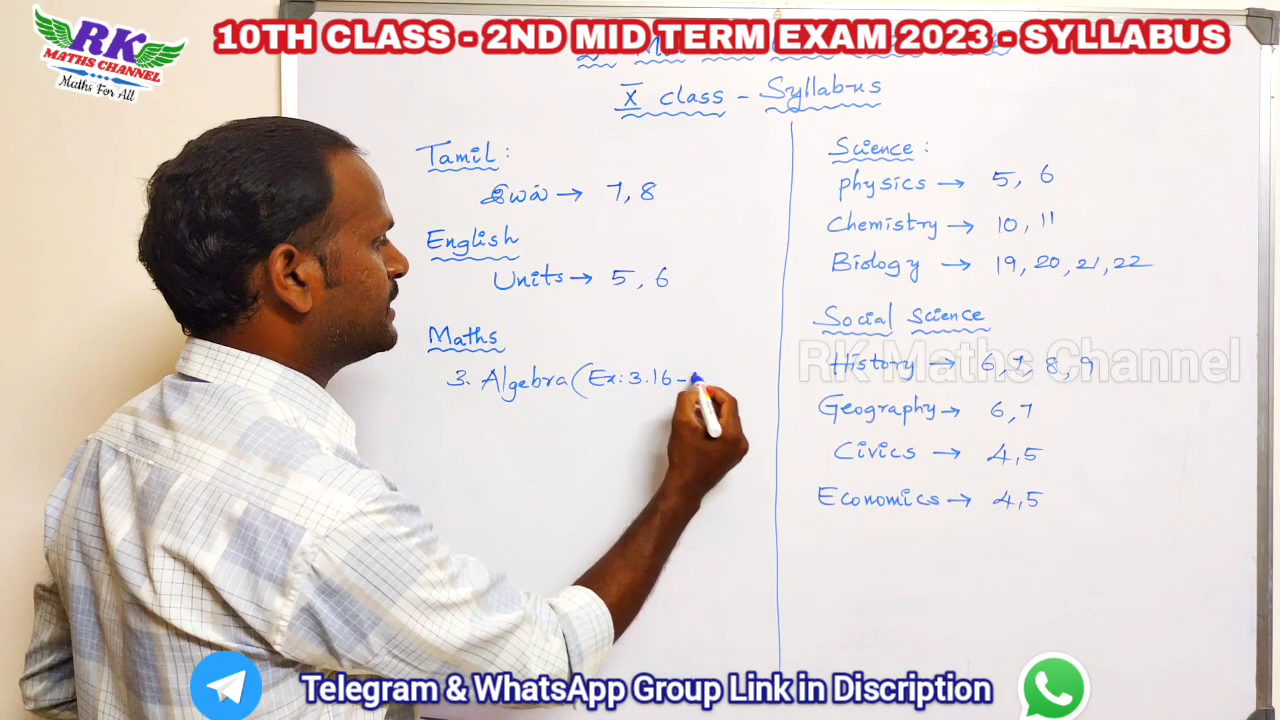 RK
MATHS CHANNEL
Maths For All
10TH CLASS - 2ND MID TERM EXAM 2023 - SYLLABUS
X class - Syllabus
Tamil :
இயல் → 7, 8
English
Units → 5, 6
Maths
3. Algebra (Ex: 3.16 -
Science :
physics → 5, 6
Chemistry → 10, 11
Biology → 19, 20, 21, 22
Social Science
History → 6, 7, 8, 9
RK Maths Channel
Geography → 6, 7
Civics → 4, 5
Economics → 4, 5
Telegram & WhatsApp Group Link in Discription